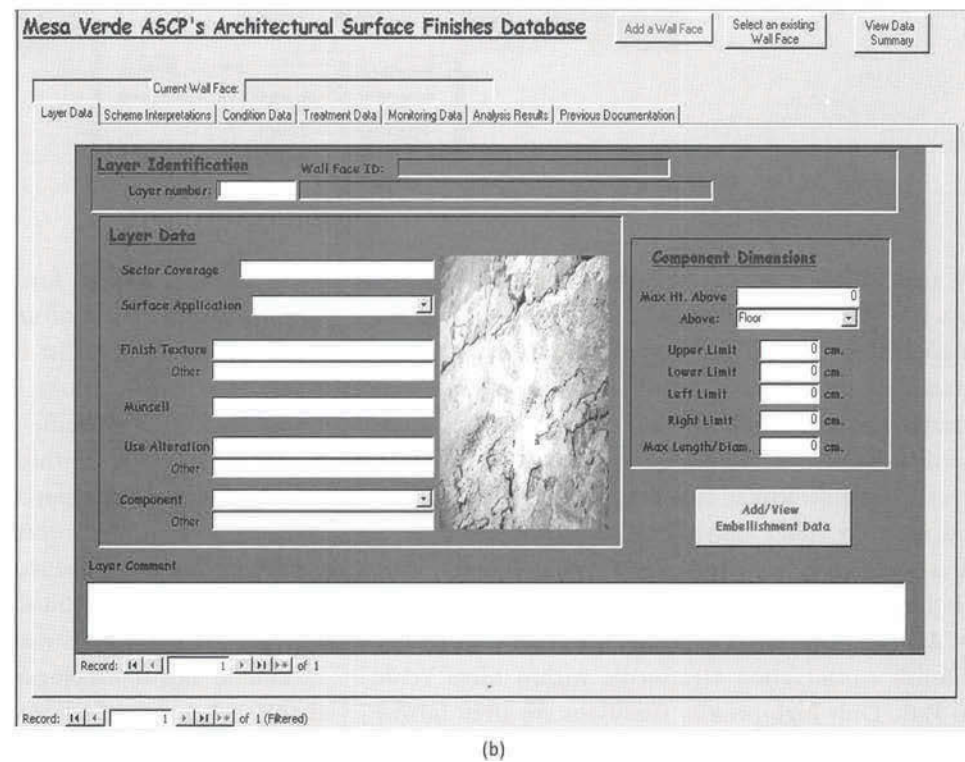 Mesa Verde ASCP's Architectural Surface Finishes Database
Add a Wall Face
Select an existing Wall Face
View Data Summary
Current Wall Face:
Layer Data
Scheme Interpretations
Condition Data
Treatment Data
Monitoring Data
Analysis Results
Previous Documentation
Layer Identification
Wall Face ID:
Layer number:
Layer Data
Sector Coverage
Surface Application
Finish Texture
Other
Munsell
Use Alteration
Other
Component
Other
Component Dimensions
Max Ht. Above 0
Above: Floor
Upper Limit 0 cm.
Lower Limit 0 cm.
Left Limit 0 cm.
Right Limit 0 cm.
Max Length/Diam. 0 cm.
Add/View
Embellishment Data
Layer Comment
Record: 1 of 1
Record: 1 of 1 (Filtered)
(b)